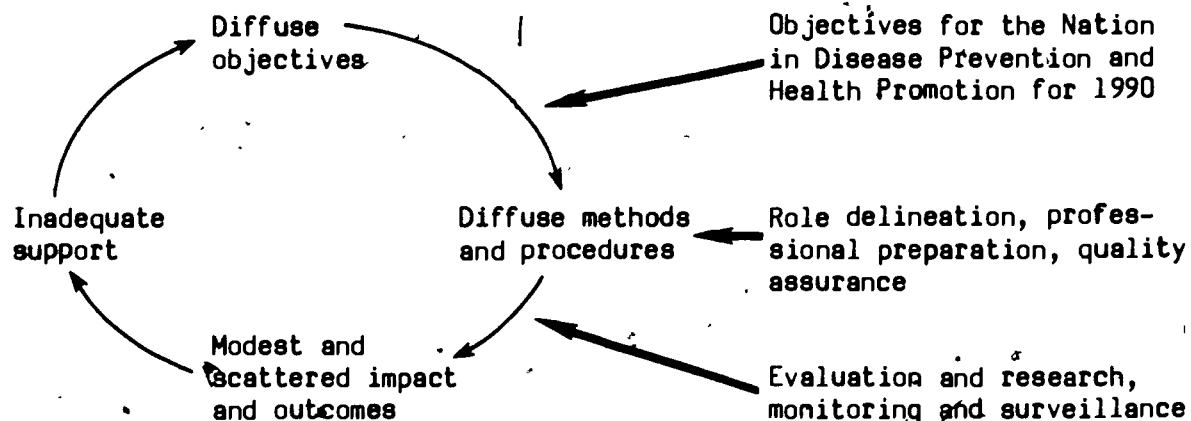 Diffuse
objectives
Objectives for the Nation
in Disease Prevention and
Health Promotion for 1990
Inadequate
support
Diffuse methods
and procedures
Role delineation, profes-
sional preparation, quality
assurance
Modest and
scattered impact
and outcomes
Evaluation and research,
monitoring and surveillance